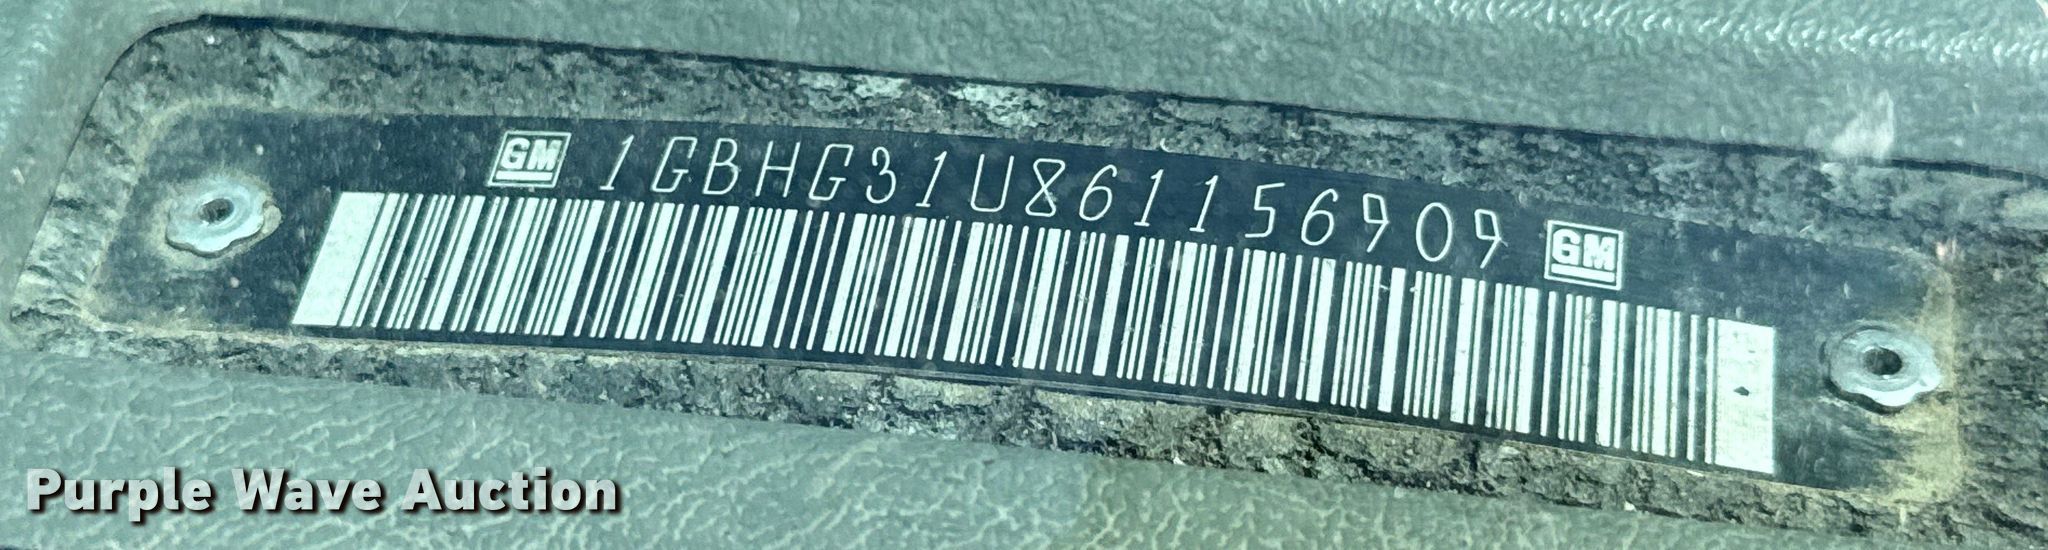 GM 1GBHG31U861156909 GM
Purple Wave Auction